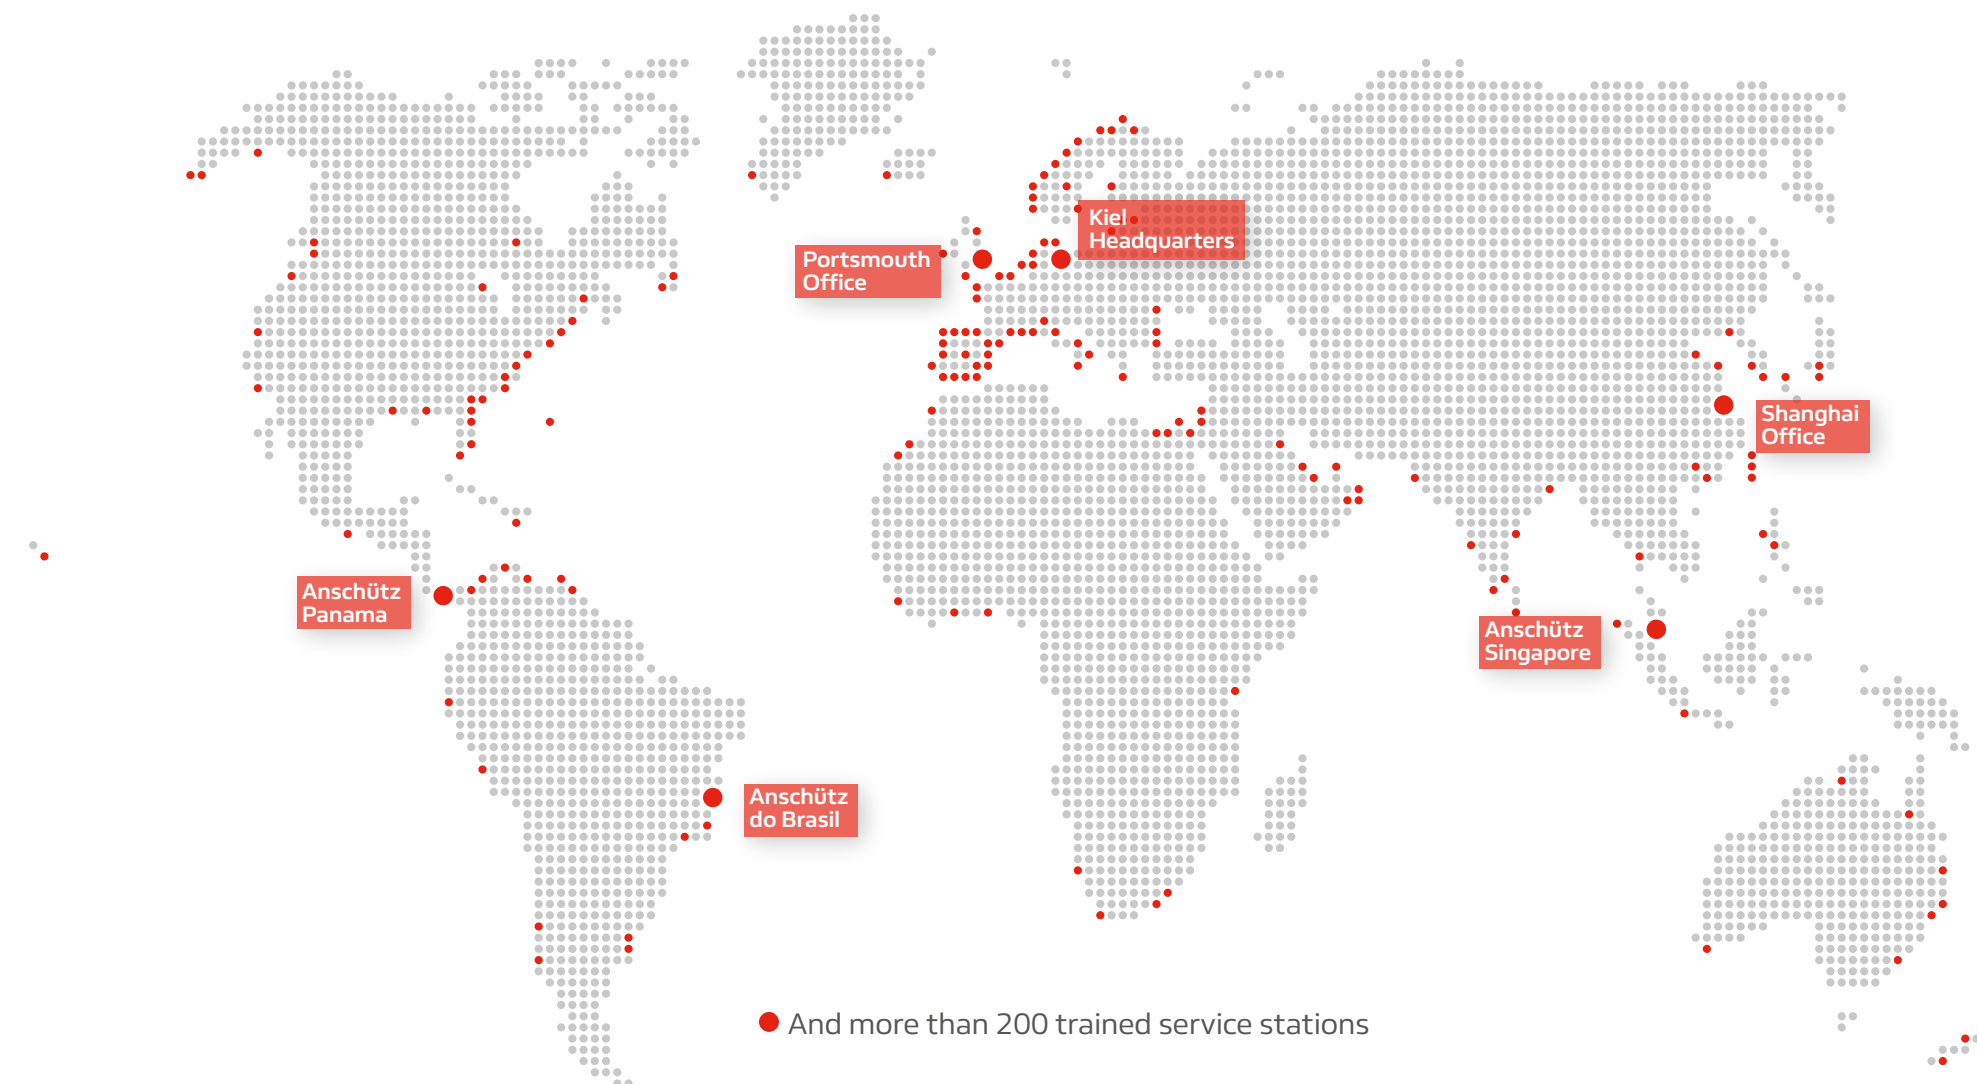 Kiel
Headquarters
Portsmouth
Office
Shanghai
Office
Anschütz
Panama
Anschütz
Singapore
Anschütz
do Brasil
And more than 200 trained service stations